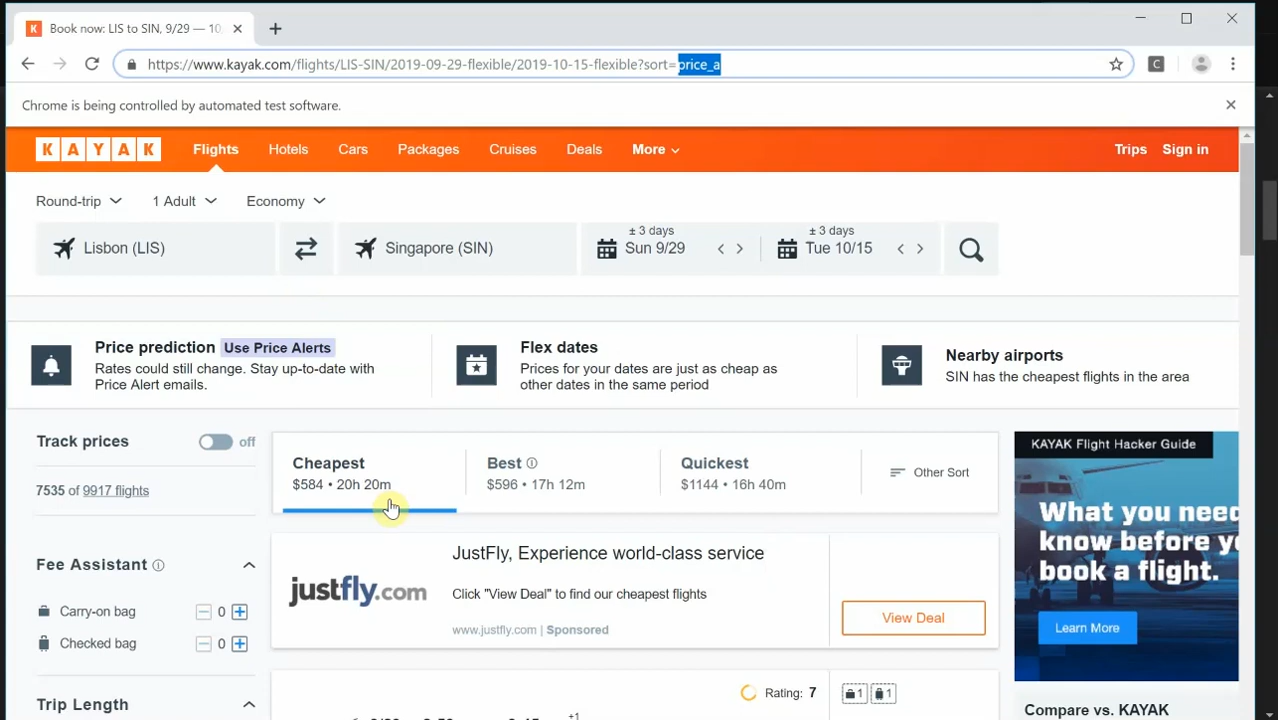 Book now: LIS to SIN, 9/29 — 10
https://www.kayak.com/flights/LIS-SIN/2019-09-29-flexible/2019-10-15-flexible?sort=price_a
Chrome is being controlled by automated test software.
KAYAK Flights Hotels Cars Packages Cruises Deals More Trips Sign in
Round-trip 1 Adult Economy
± 3 days ± 3 days
Lisbon (LIS) Singapore (SIN) Sun 9/29 Tue 10/15
Price prediction Use Price Alerts
Rates could still change. Stay up-to-date with
Price Alert emails.
Flex dates
Prices for your dates are just as cheap as
other dates in the same period
Nearby airports
SIN has the cheapest flights in the area
Track prices off
7535 of 9917 flights
Fee Assistant
Carry-on bag 0
Checked bag 0
Trip Length
Cheapest
$584 • 20h 20m
Best
$596 • 17h 12m
Quickest
$1144 • 16h 40m
Other Sort
justfly.com
JustFly, Experience world-class service
Click "View Deal" to find our cheapest flights
www.justfly.com | Sponsored
View Deal
Rating: 7
1 1
+1
KAYAK Flight Hacker Guide
What you need
know before y
book a flight.
Learn More
Compare vs. KAYAK